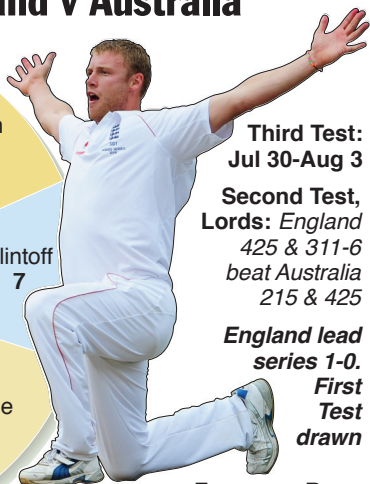 v Australia
lintoff
7
Third Test:
Jul 30-Aug 3
Second Test,
Lords: England
425 & 311-6
beat Australia
215 & 425
England lead
series 1-0.
First
Test
drawn